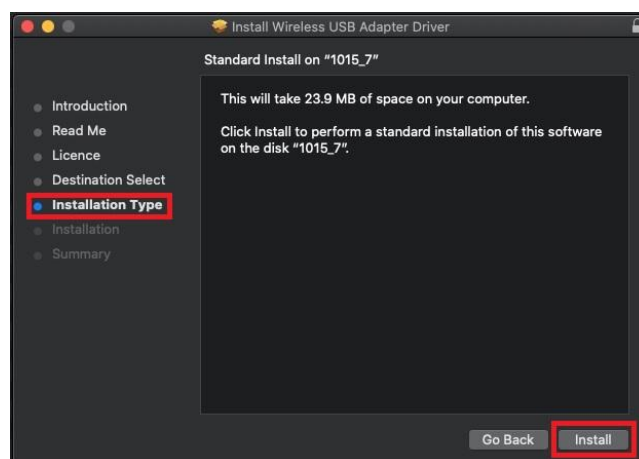 Install Wireless USB Adapter Driver
Standard Install on "1015_7"
Introduction
Read Me
Licence
Destination Select
Installation Type
Installation
Summary
This will take 23.9 MB of space on your computer.
Click Install to perform a standard installation of this software
on the disk "1015_7".
Go Back
Install